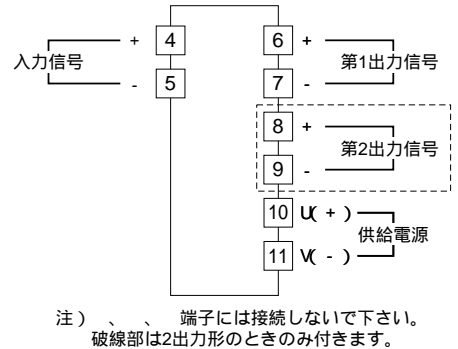 4 + 入力信号
5 -
6 + 第1出力信号
7 -
8 + 第2出力信号
9 -
10 U( + ) 供給電源
11 V( - )
注 ) 、 、 端子には接続しないで下さい。
破線部は2出力形のときのみ付きます。